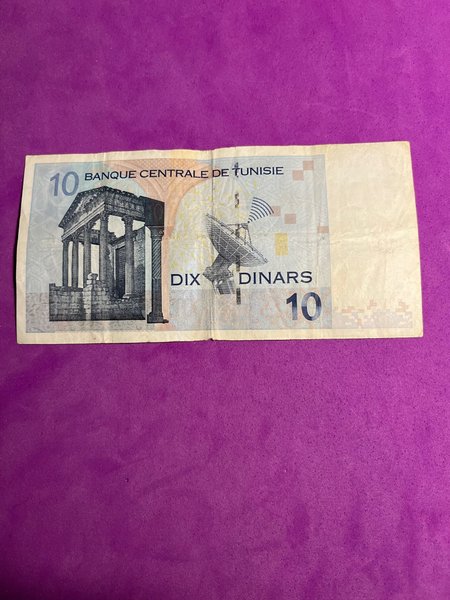 10 BANQUE CENTRALE DE TUNISIE
DIX DINARS
10